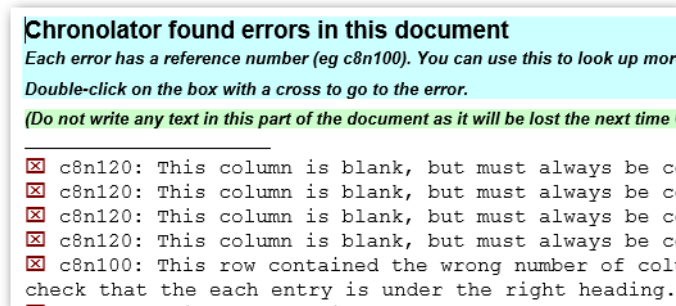 Chronolator found errors in this document
Each error has a reference number (eg c8n100). You can use this to look up
Double-click on the box with a cross to go to the error.
(Do not write any text in this part of the document as it will be lost the next time
c8n120: This column is blank, but must always be
c8n120: This column is blank, but must always be
c8n120: This column is blank, but must always be
c8n120: This column is blank, but must always be
c8n100: This row contained the wrong number of
check that the each entry is under the right heading.